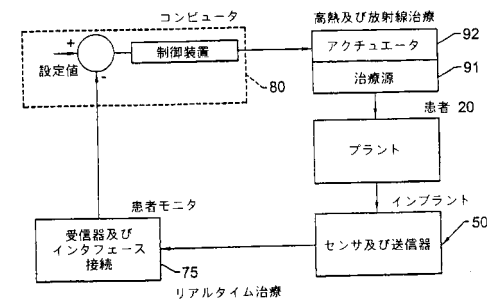 コンピュータ
高熱及び放射線治療
+
-
設定値
制御装置
80
アクチュエータ
92
治療源
91
患者 20
プラント
インプラント
センサ及び送信器
50
患者モニタ
受信器及び
インタフェース
接続
75
リアルタイム治療